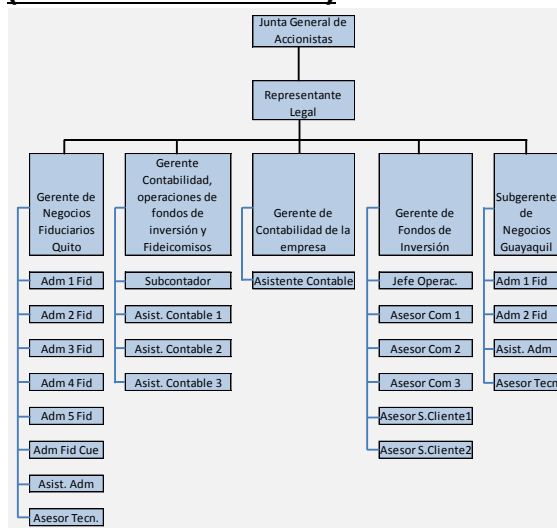 Junta General de
Accionistas
Representante
Legal
Gerente de
Negocios
Fiduciarios
Quito
Adm 1 Fid
Adm 2 Fid
Adm 3 Fid
Adm 4 Fid
Adm 5 Fid
Adm Fid Cue
Asist. Adm
Asesor Tecn.
Gerente
Contabilidad,
operaciones de
fondos de
inversión y
Fideicomisos
Subcontador
Asist. Contable 1
Asist. Contable 2
Asist. Contable 3
Gerente de
Contabilidad de la
empresa
Asistente Contable
Gerente de
Fondos de
Inversión
Jefe Operac.
Asesor Com 1
Asesor Com 2
Asesor Com 3
Asesor S.Cliente1
Asesor S.Cliente2
Subgerente
de
Negocios
Guayaquil
Adm 1 Fid
Adm 2 Fid
Asist. Adm
Asesor Tecn